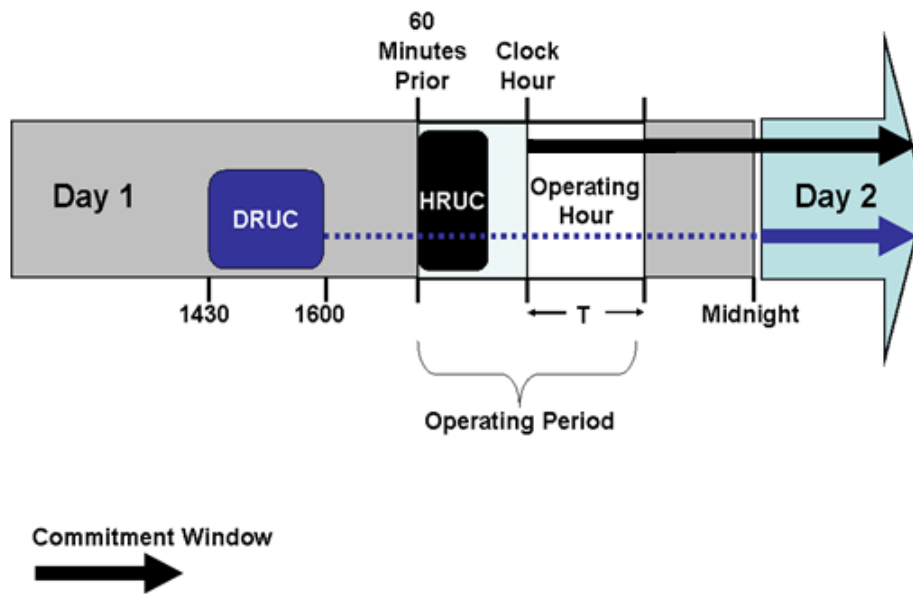 60
Minutes
Prior
Clock
Hour
Day 1
DRUC
HRUC
Operating
Hour
Day 2
1430
1600
T
Midnight
Operating Period
Commitment Window